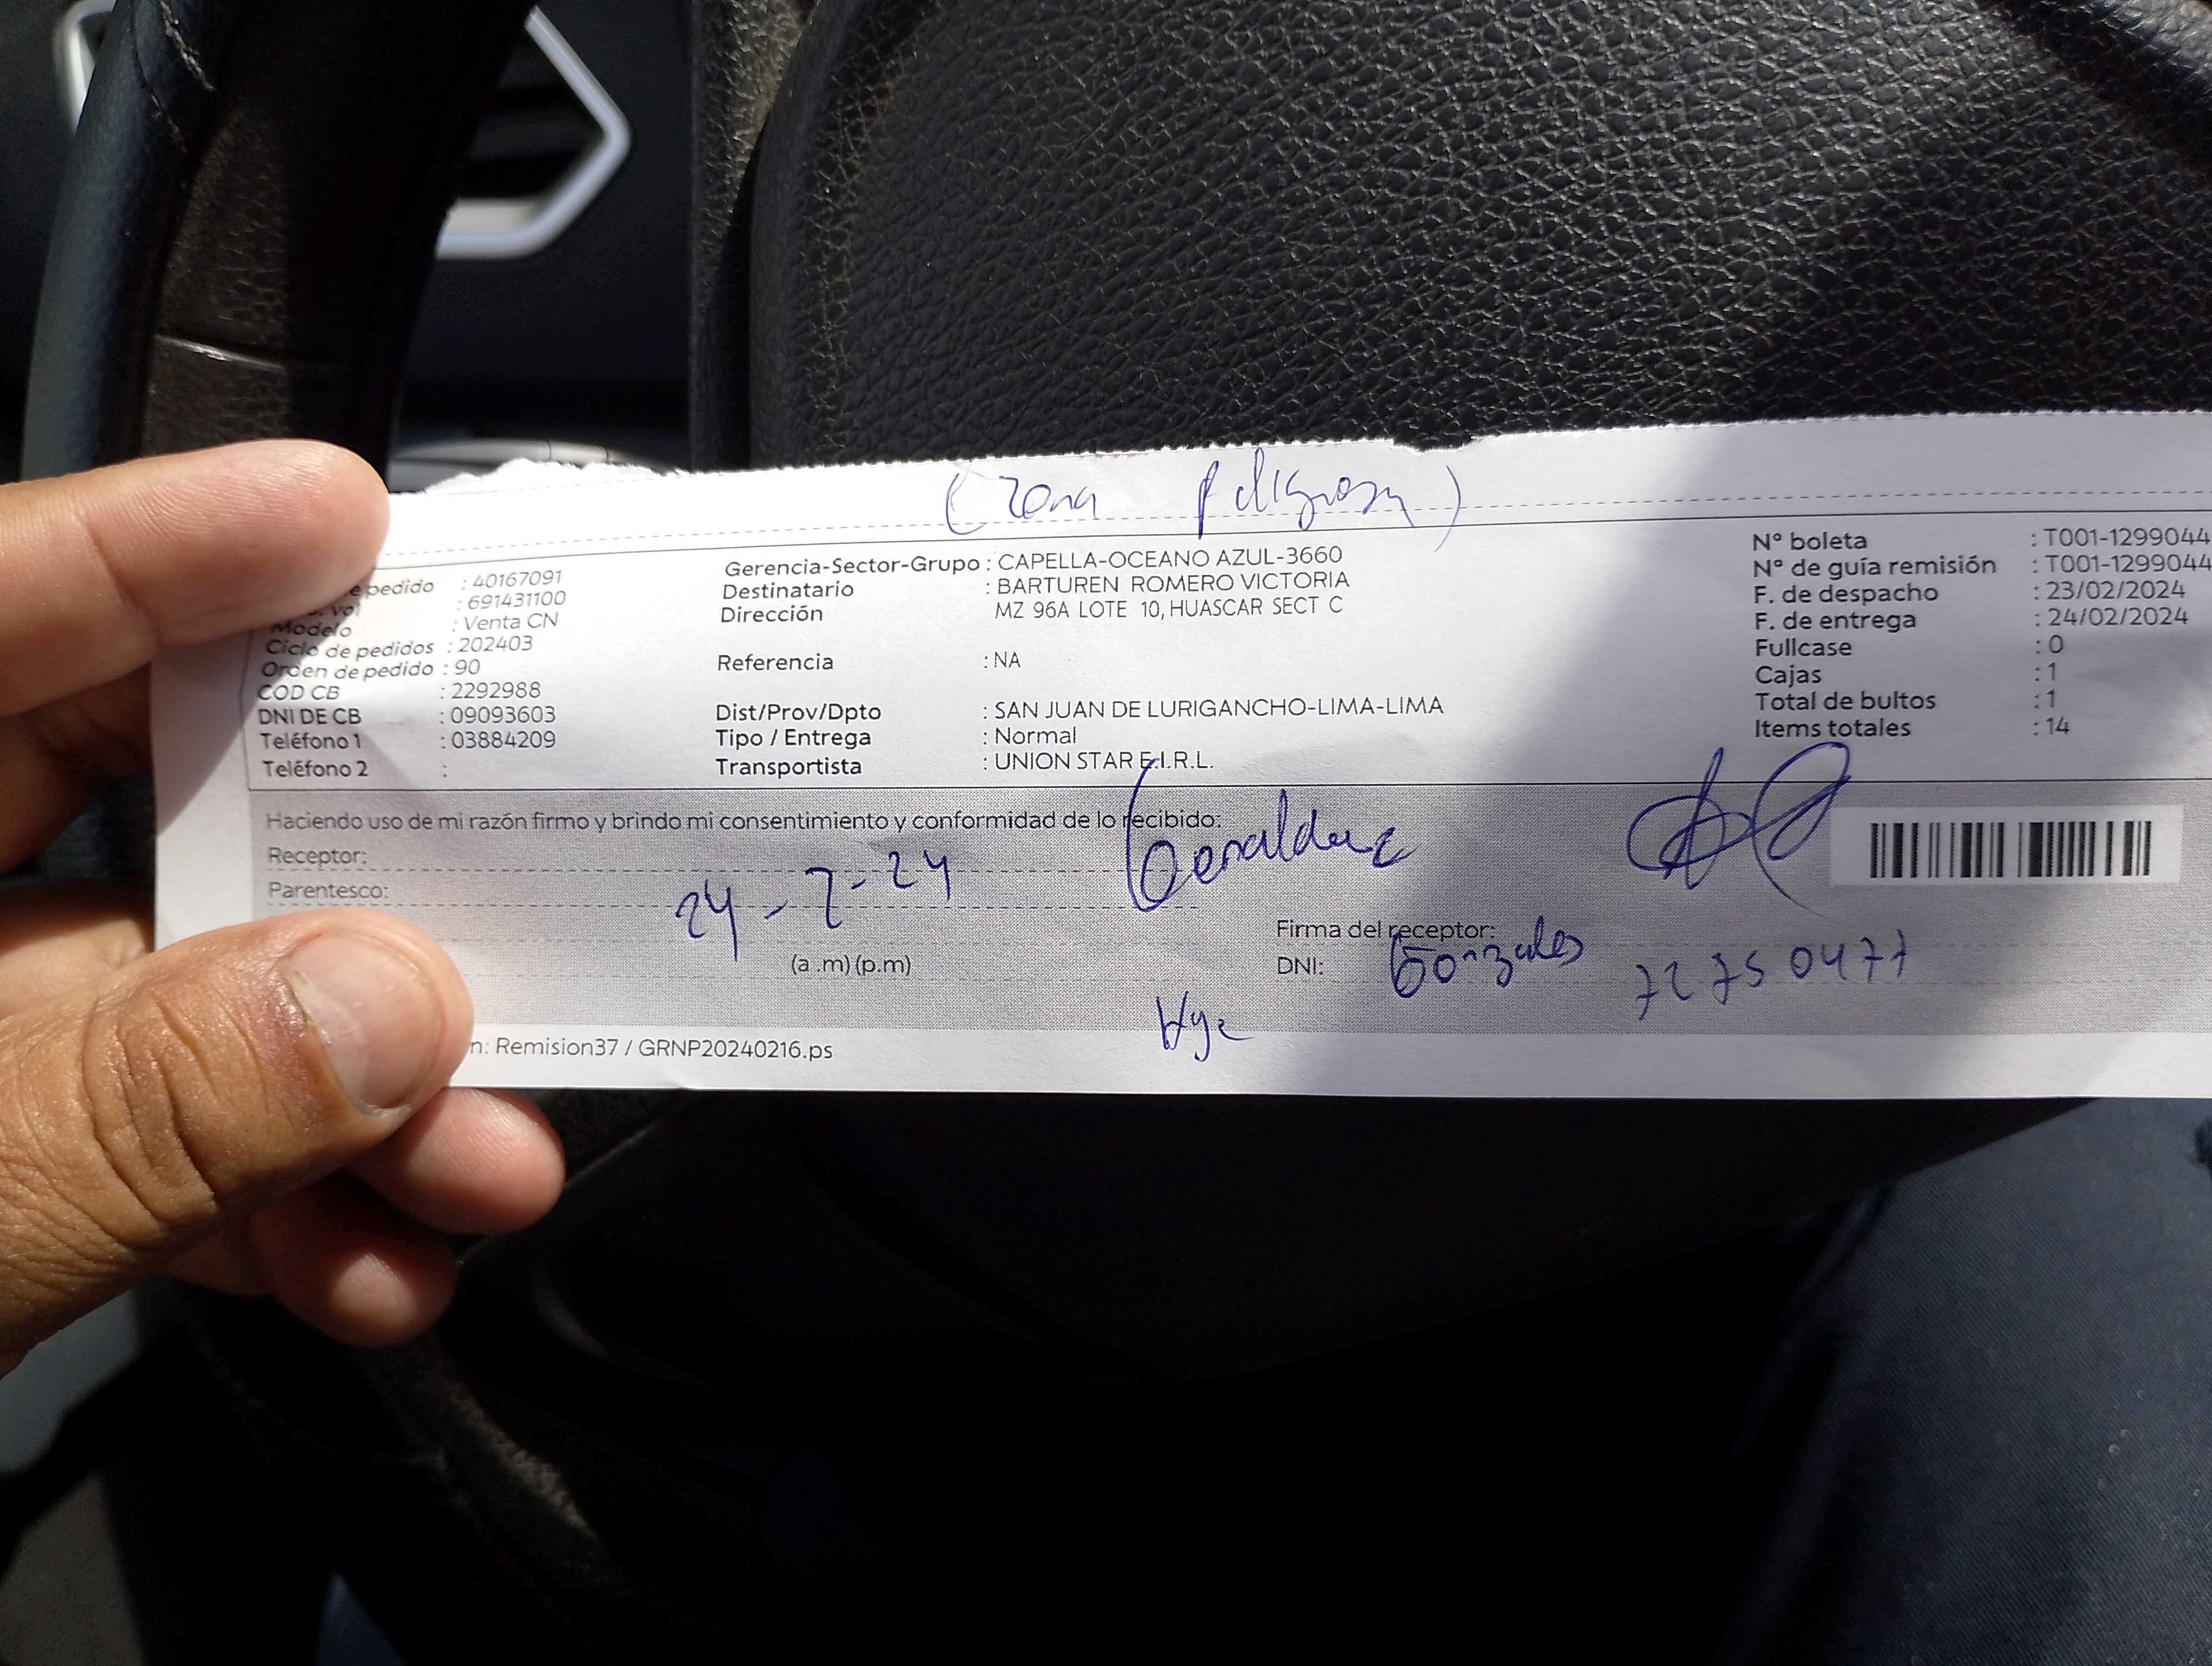 (Zona peligrosa)
e pedido : 40167091
. Vol : 691431100
Modelo : Venta CN
Ciclo de pedidos : 202403
Orden de pedido : 90
COD CB : 2292988
DNI DE CB : 09093603
Teléfono 1 : 03884209
Teléfono 2 :
Gerencia-Sector-Grupo : CAPELLA-OCEANO AZUL-3660
Destinatario : BARTUREN ROMERO VICTORIA
Dirección MZ 96A LOTE 10, HUASCAR SECT C
Referencia : NA
Dist/Prov/Dpto : SAN JUAN DE LURIGANCHO-LIMA-LIMA
Tipo / Entrega : Normal
Transportista : UNION STAR E.I.R.L.
N° boleta : T001-1299044
N° de guía remisión : T001-1299044
F. de despacho : 23/02/2024
F. de entrega : 24/02/2024
Fullcase : 0
Cajas : 1
Total de bultos : 1
Items totales : 14
Haciendo uso de mi razón firmo y brindo mi consentimiento y conformidad de lo recibido:
Receptor:
Parentesco:
24-2-24
(a .m) (p.m)
Firma del receptor:
DNI: Gonzales 72750477
n: Remision37 / GRNP20240216.ps